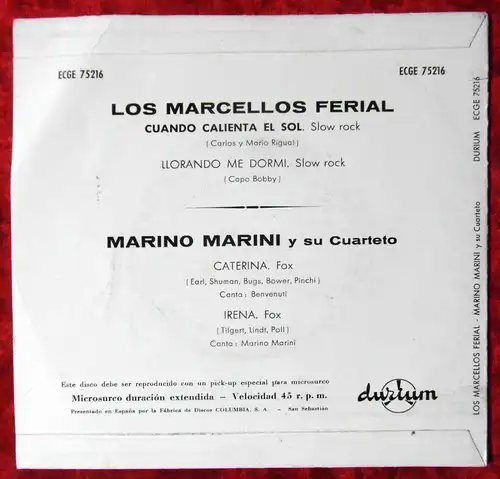 ECGE 75216
ECGE 75216
LOS MARCELLOS FERIAL
CUANDO CALIENTA EL SOL. Slow rock
(Carlos y Mario Rigual)
LLORANDO ME DORMI. Slow rock
(Capo Bobby)
MARINO MARINI y su Cuarteto
CATERINA. Fox
(Earl, Shuman, Bugs, Bower, Pinchi)
Canta: Benvenuti
IRENA. Fox
(Tilgert, Lindt, Poll)
Canta: Marino Marini
Este disco debe ser reproducido con un pick-up especial para microsurco
Microsurco duración extendida — Velocidad 45 r. p. m.
Presentado en España por la Fábrica de Discos COLUMBIA, S. A. — San Sebastián
durium
LOS MARCELLOS FERIAL - MARINO MARINI y su Cuarteto DURIUM ECGE 75216